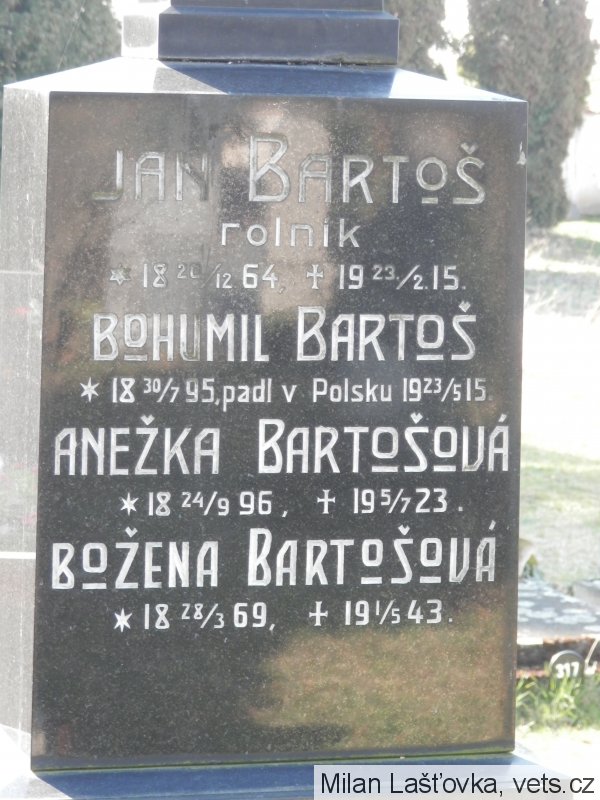 JAN BARTOŠ
rolník
* 18 20/12 64, + 19 23./2.15.
BOHUMIL BARTOŠ
* 18 30/7 95, padl v Polsku 19 23/5 15.
ANEŽKA BARTOŠOVÁ
* 18 24/9 96, + 19 5/7 23.
BOŽENA BARTOŠOVÁ
* 18 28/3 69, + 19 1/5 43.
317
Milan Lašťovka, vets.cz